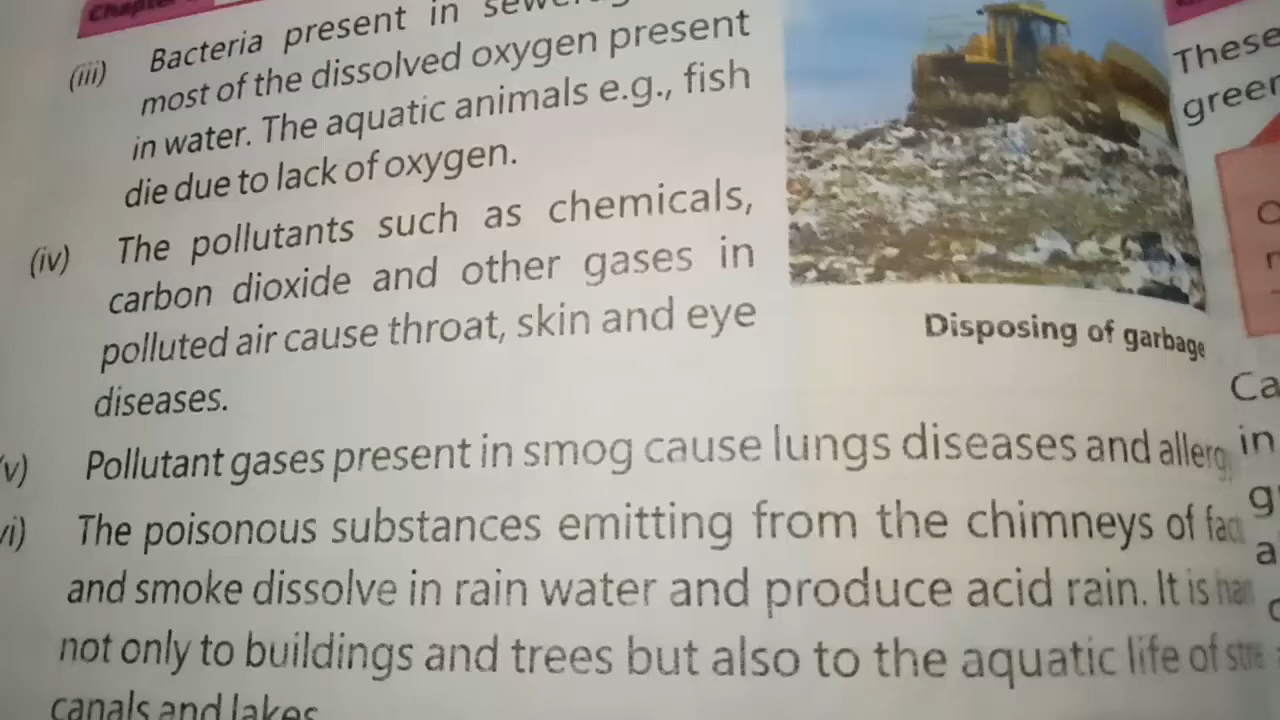 Chapter
(iii) Bacteria present in
most of the dissolved oxygen present
in water. The aquatic animals e.g., fish
die due to lack of oxygen.
(iv) The pollutants such as chemicals,
carbon dioxide and other gases in
polluted air cause throat, skin and eye
diseases.
Disposing of garbage
v) Pollutant gases present in smog cause lungs diseases and
vi) The poisonous substances emitting from the chimneys of
and smoke dissolve in rain water and produce acid rain. It is
not only to buildings and trees but also to the aquatic life of
canals and lakes.
These
green
Ca
in
g
a